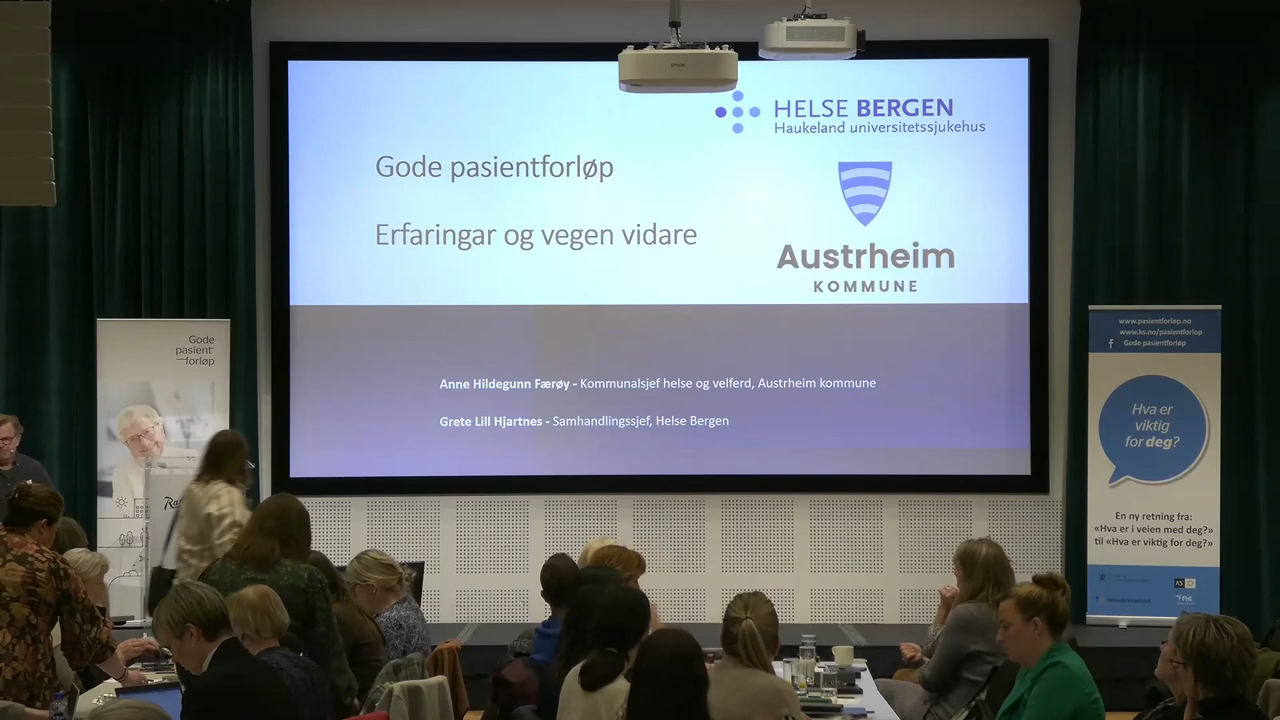 EPSON
HELSE BERGEN
Haukeland universitetssjukehus
Gode pasientforløp
Erfaringar og vegen vidare
Austrheim
KOMMUNE
Anne Hildegunn Færøy - Kommunalsjef helse og velferd, Austrheim kommune
Grete Lill Hjartnes - Samhandlingssjef, Helse Bergen
Gode
pasient-
forløp
www.pasientforløp.no
www.ks.no/pasientforlop
f Gode pasientforløp
Hva er
viktig
for deg?
En ny retning fra:
«Hva er i veien med deg?»
til «Hva er viktig for deg?»
KS
FHI